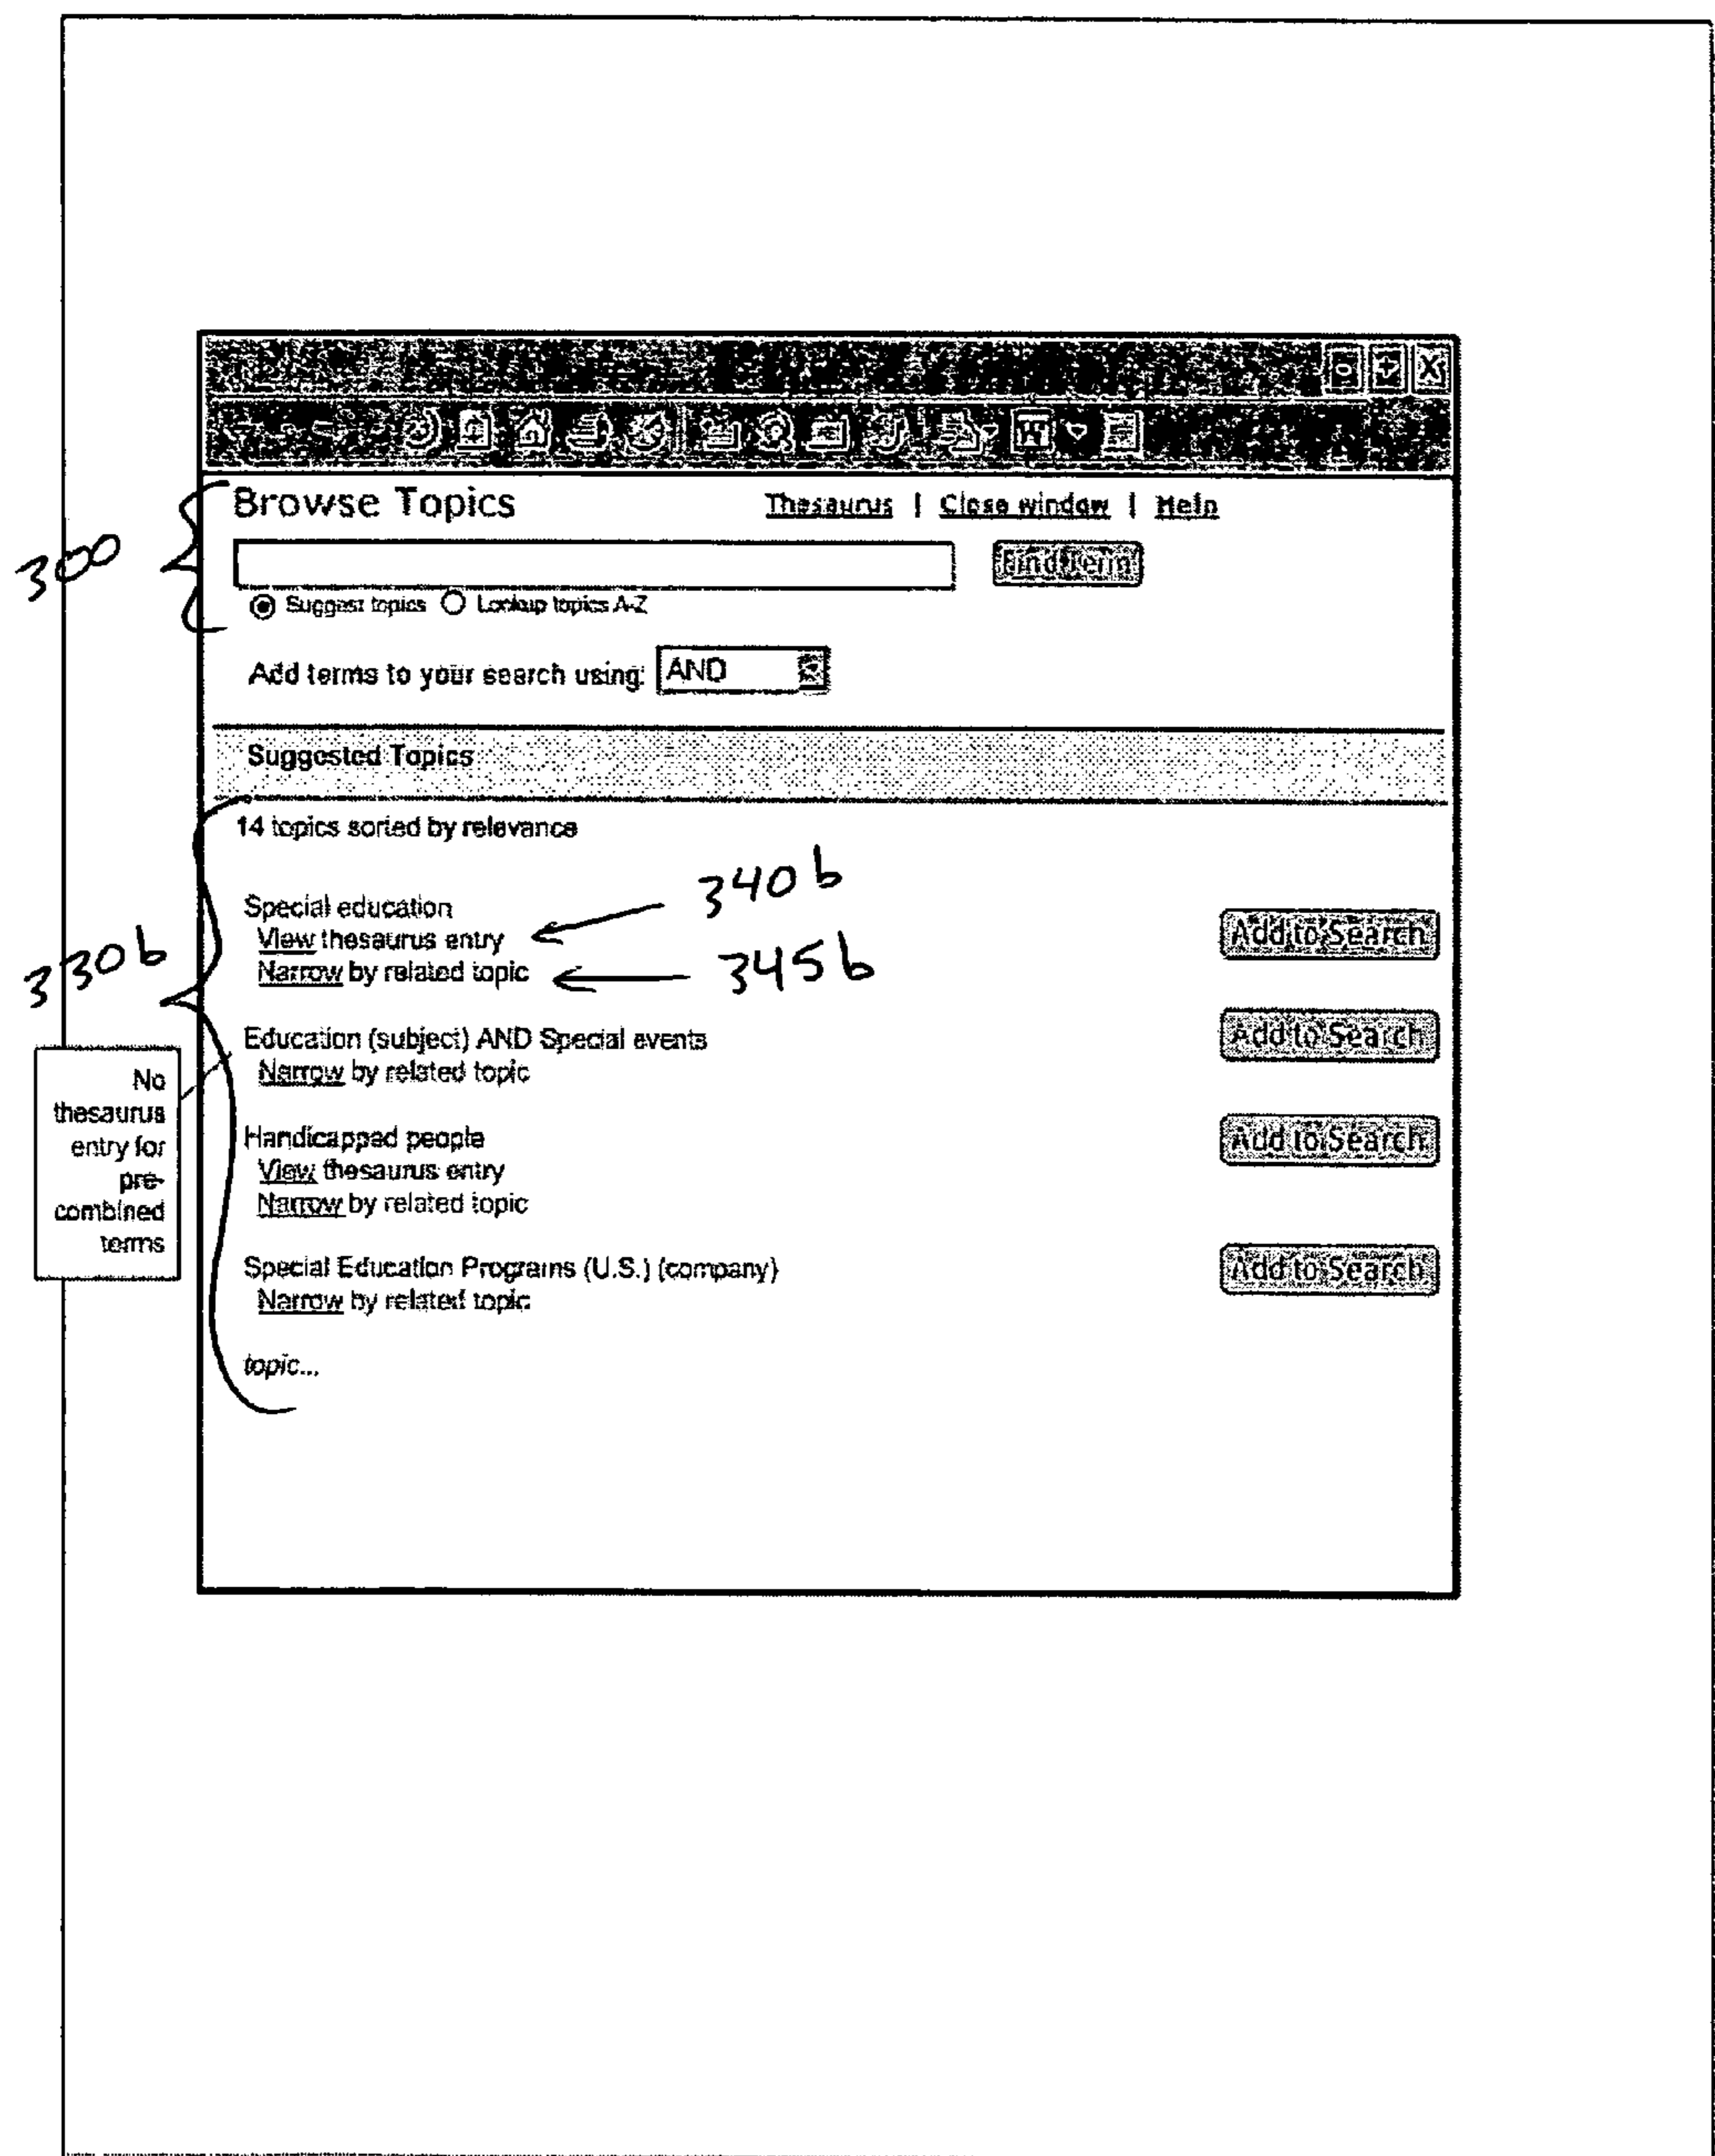 Browse Topics Thesaurus | Close window | Help
300
Find Term
Suggest topics Lookup topics A-Z
Add terms to your search using: AND
Suggested Topics
14 topics sorted by relevance
340b
Special education
View thesaurus entry
Add to Search
Narrow by related topic
345b
330b
Education (subject) AND Special events
Add to Search
Narrow by related topic
No
thesaurus
entry for
pre-
combined
terms
Handicapped people
Add to Search
View thesaurus entry
Narrow by related topic
Special Education Programs (U.S.) (company)
Add to Search
Narrow by related topic
topic...